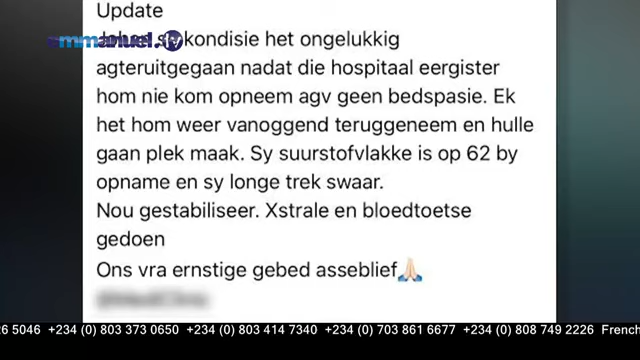 Update
emmanuel.tv
kondisie het ongelukkig
agteruitgegaan nadat die hospitaal eergister
hom nie kom opneem agv geen bedspasie. Ek
het hom weer vanoggend teruggeneem en hulle
gaan plek maak. Sy suurstofvlakke is op 62 by
opname en sy longe trek swaar.
Nou gestabiliseer. Xstrale en bloedtoetse
gedoen
Ons vra ernstige gebed asseblief🙏🏻
26 5046 +234 (0) 803 373 0650 +234 (0) 803 414 7340 +234 (0) 703 861 6677 +234 (0) 808 749 2226 French